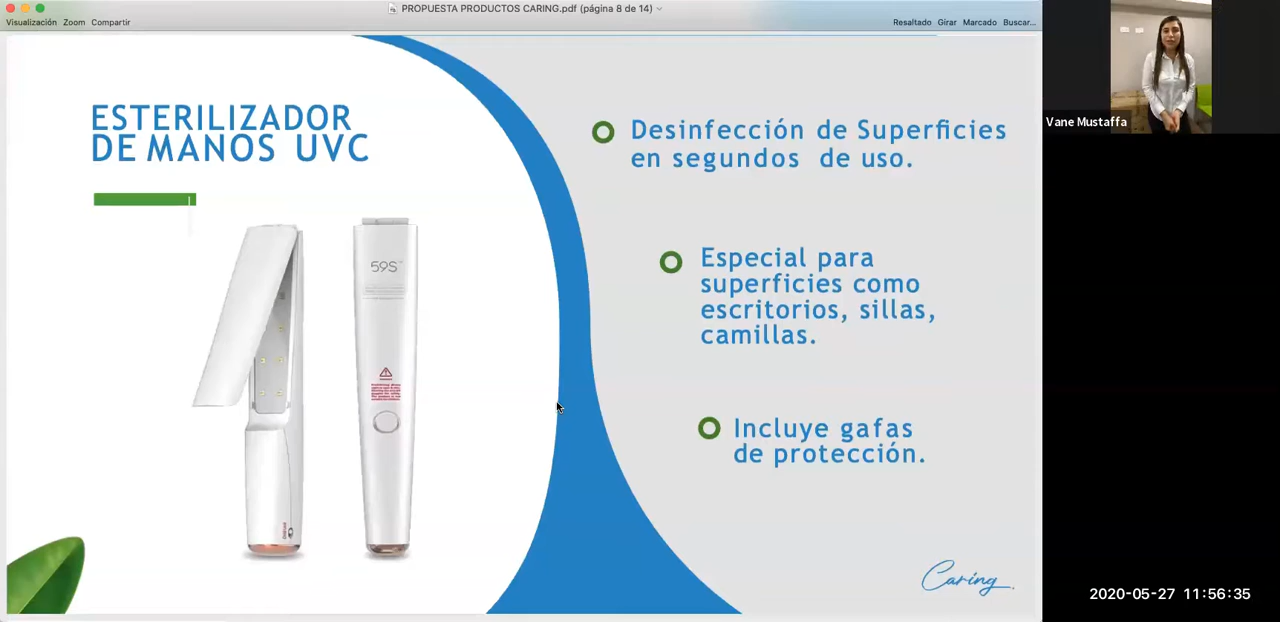 PROPUESTA PRODUCTOS CARING.pdf (página 8 de 14)
Visualización Zoom Compartir
Resaltado Girar Marcado Buscar...
ESTERILIZADOR
DE MANOS UVC
Desinfección de Superficies
en segundos de uso.
Especial para
superficies como
escritorios, sillas,
camillas.
Incluye gafas
de protección.
59S
Caring.
Vane Mustaffa
2020-05-27 11:56:35